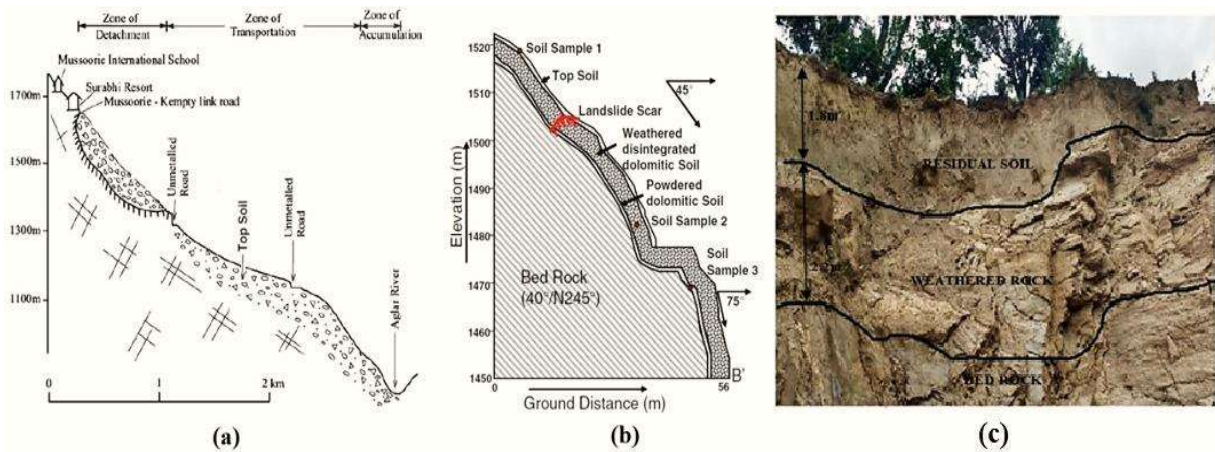 Zone of
Detachment
Zone of
Transportation
Zone of
Accumulation
Mussoorie International School
Surabhi Resort
Mussoorie - Kempty link road
1700m
1500m
1300m
1100m
Unmetalled
Road
Top Soil
Unmetalled
Road
Aglar River
0
1
2 km
(a)
1520
1510
1500
1490
1480
1470
1460
1450
Elevation (m)
Soil Sample 1
Top Soil
45°
Landslide Scar
Weathered
disintegrated
dolomitic Soil
Powdered
dolomitic Soil
Soil Sample 2
Soil
Sample 3
75°
Bed Rock
(40°/N245°)
B'
0
56
Ground Distance (m)
(b)
1.8m
RESIDUAL SOIL
WEATHERED ROCK
BED ROCK
(c)